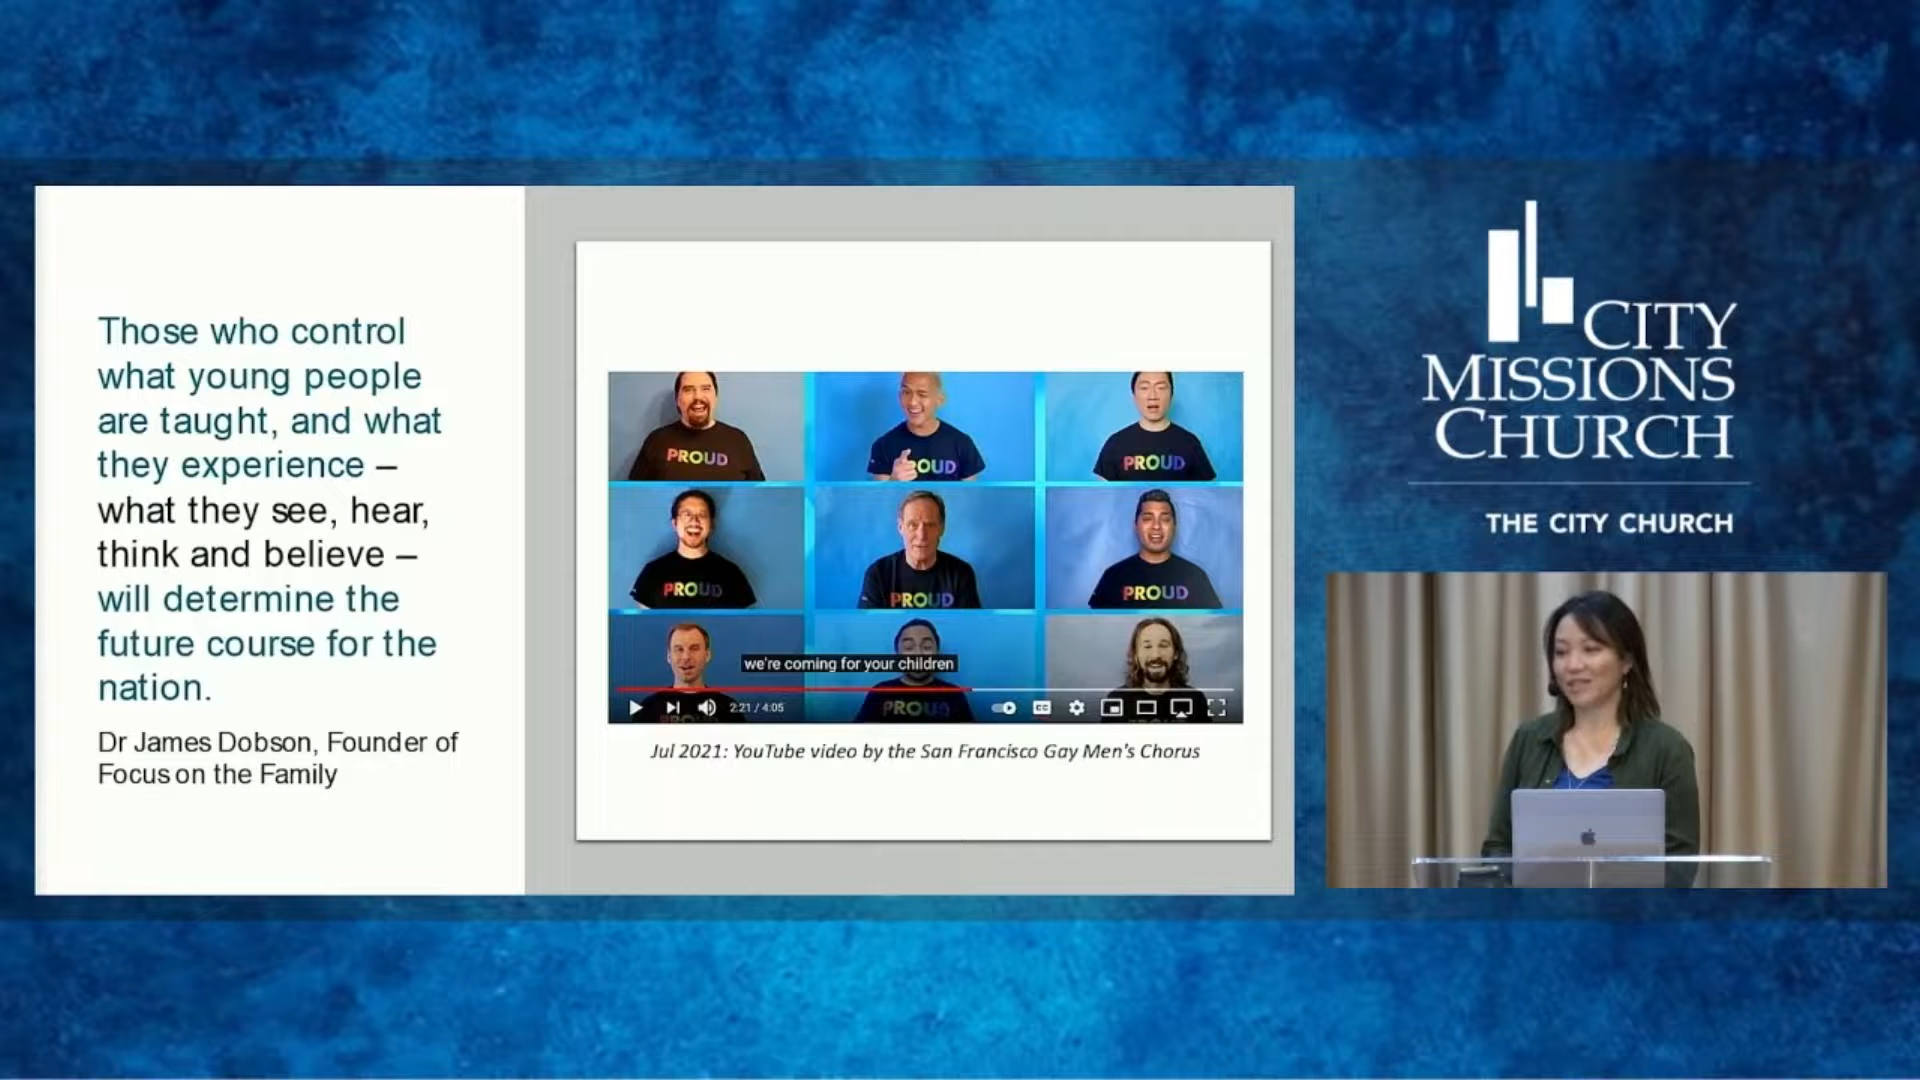 Those who control
what young people
are taught, and what
they experience –
what they see, hear,
think and believe –
will determine the
future course for the
nation.
Dr James Dobson, Founder of
Focus on the Family
PROUD
OUD
PROUD
PROUD
PROUD
PROUD
we're coming for your children
2:21 / 4:05
CC
PROUD
Jul 2021: YouTube video by the San Francisco Gay Men's Chorus
CITY
MISSIONS
CHURCH
THE CITY CHURCH